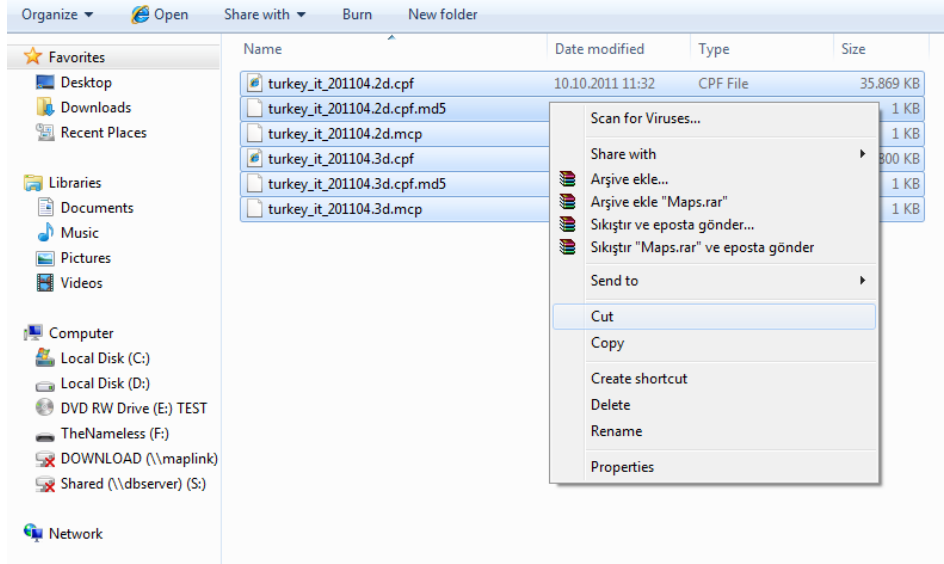 Organize Open Share with Burn New folder
Favorites
Desktop
Downloads
Recent Places
Libraries
Documents
Music
Pictures
Videos
Computer
Local Disk (C:)
Local Disk (D:)
DVD RW Drive (E:) TEST
TheNameless (F:)
DOWNLOAD (\\maplink)
Shared (\\dbserver) (S:)
Network
Name Date modified Type Size
turkey_it_201104.2d.cpf 10.10.2011 11:32 CPF File 35.869 KB
turkey_it_201104.2d.cpf.md5 1 KB
turkey_it_201104.2d.mcp 1 KB
turkey_it_201104.3d.cpf 800 KB
turkey_it_201104.3d.cpf.md5 1 KB
turkey_it_201104.3d.mcp 1 KB
Scan for Viruses...
Share with
Arşive ekle...
Arşive ekle "Maps.rar"
Sıkıştır ve eposta gönder...
Sıkıştır "Maps.rar" ve eposta gönder
Send to
Cut
Copy
Create shortcut
Delete
Rename
Properties